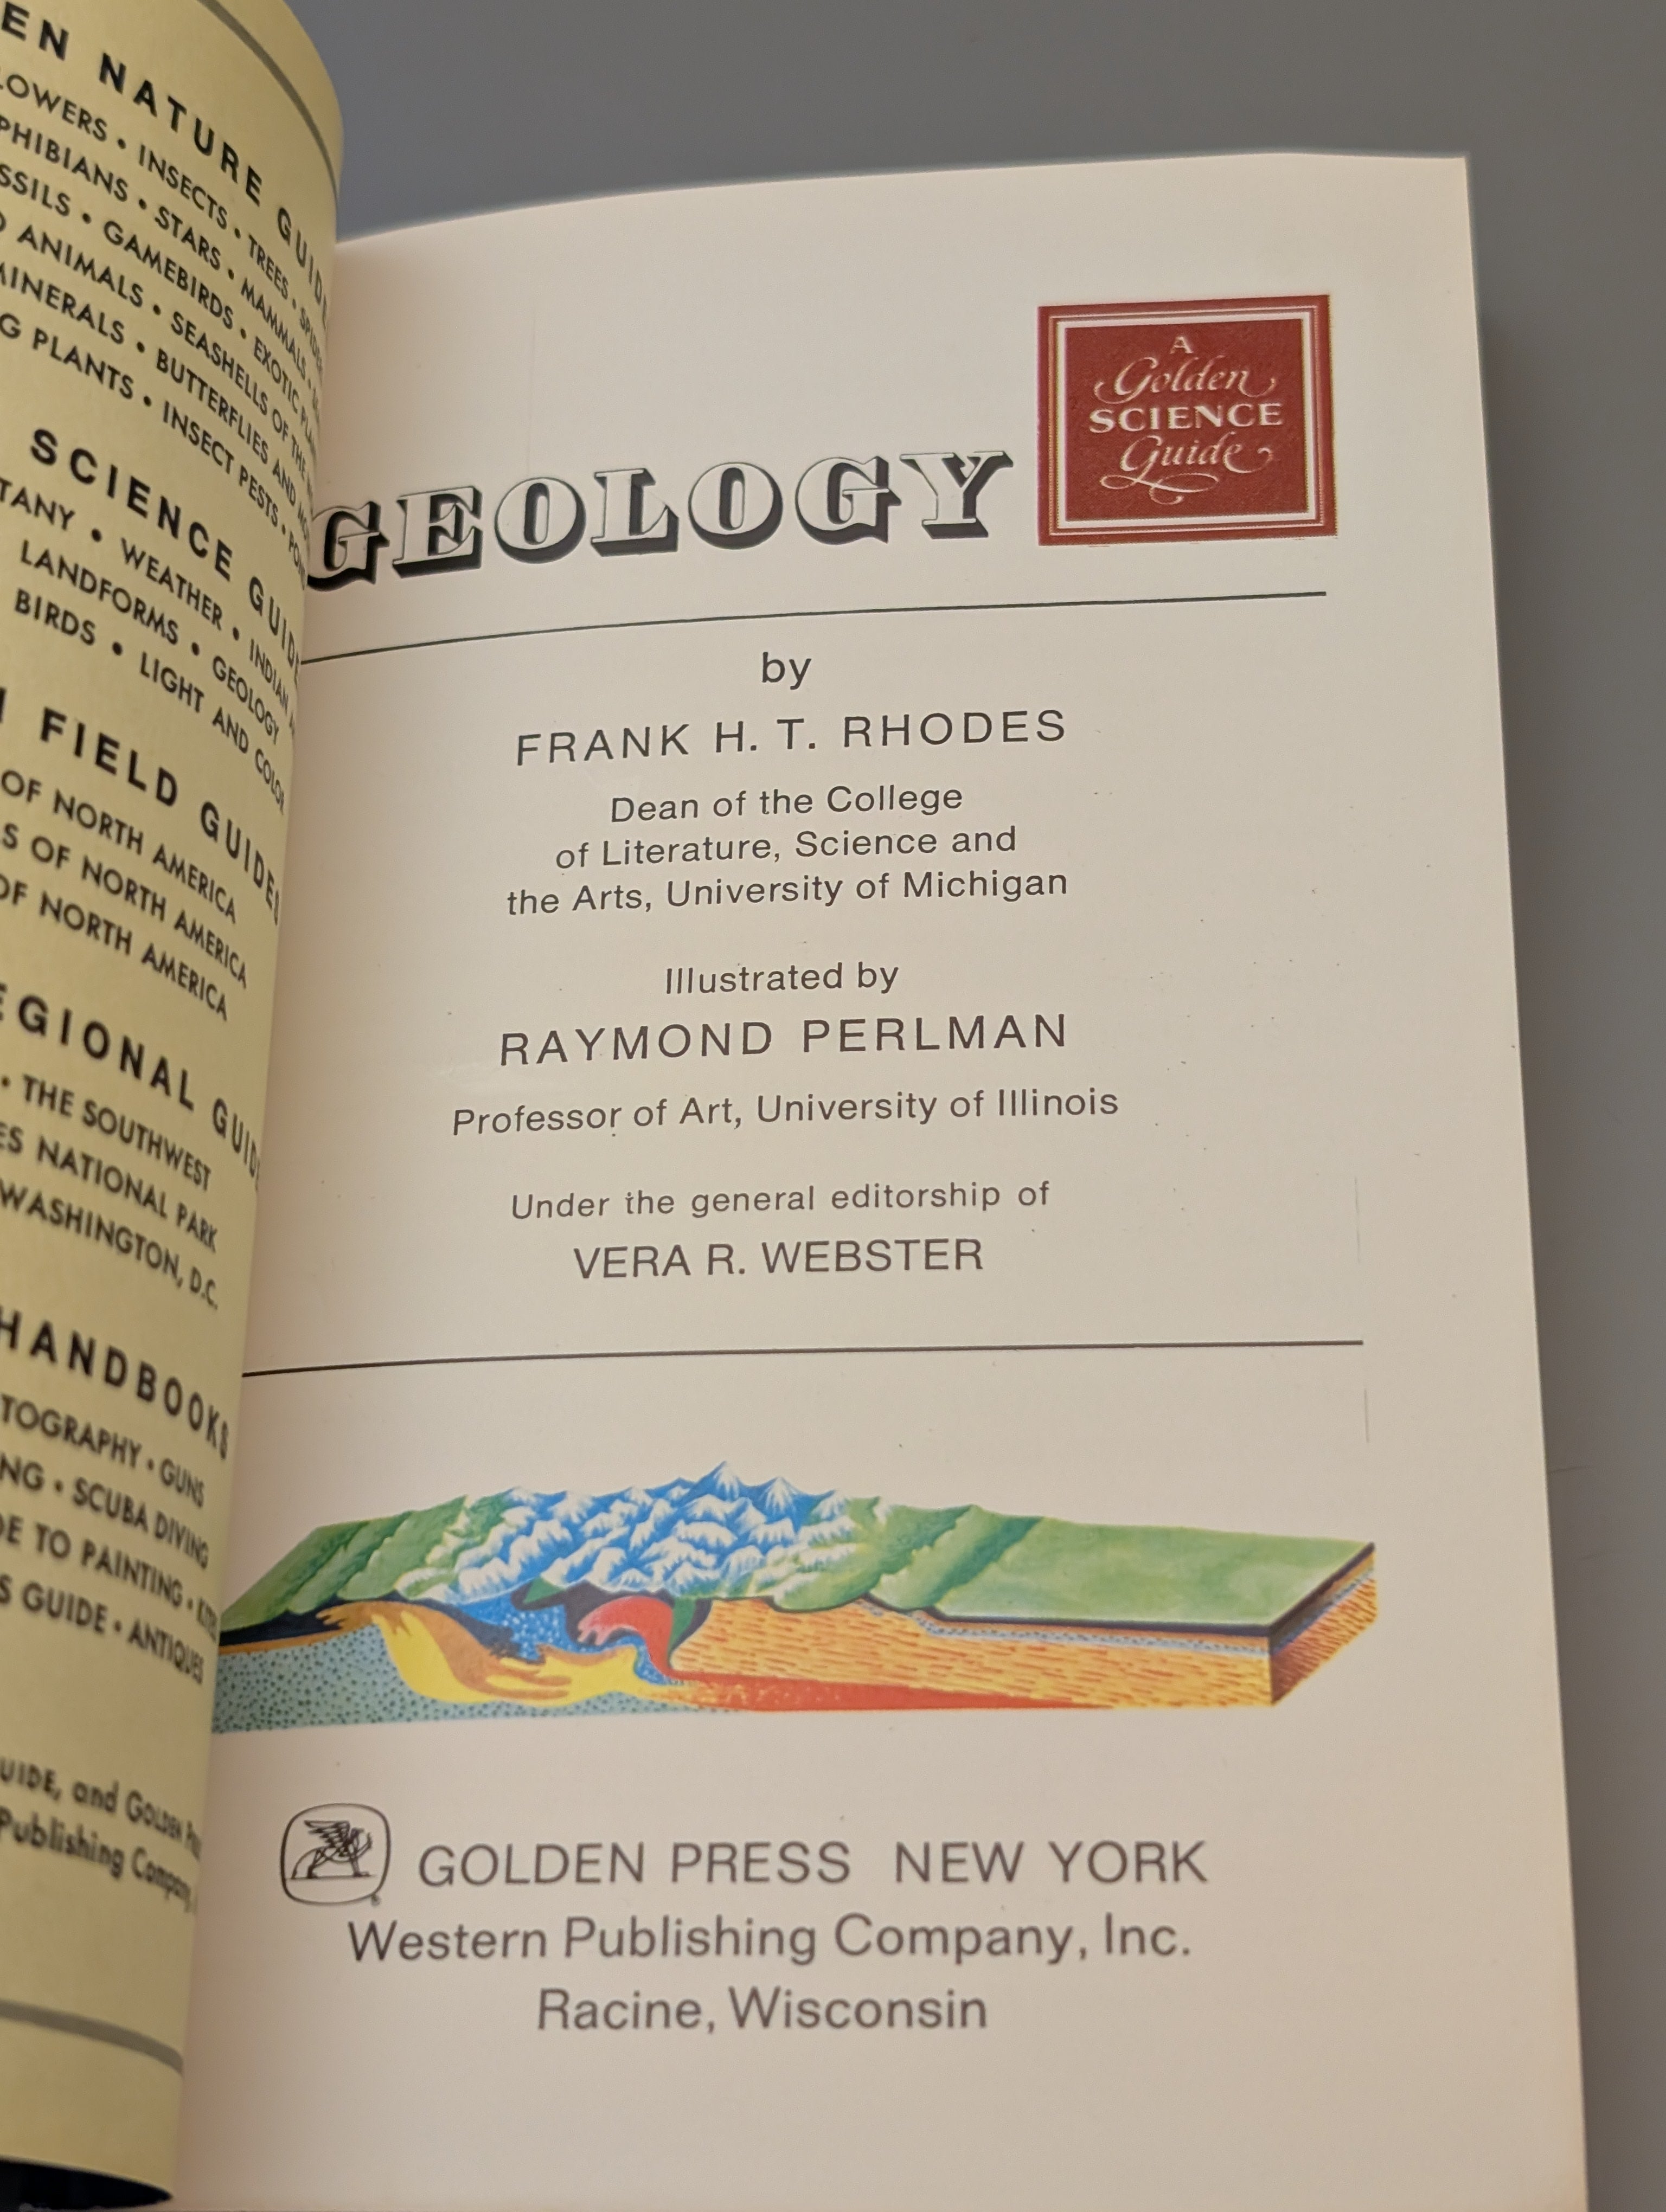 NATURE
INSECTS • TREES
STARS • MAMMALS
GAMEBIRDS • EXOTIC
ANIMALS • SEASHELLS OF THE
BUTTERFLIES AND
PLANTS • INSECT PESTS
SCIENCE
WEATHER • INDIAN
LANDFORMS • GEOLOGY
BIRDS • LIGHT AND COLOR
FIELD GUIDES
OF NORTH AMERICA
OF NORTH AMERICA
OF NORTH AMERICA
• THE SOUTHWEST
NATIONAL PARK
WASHINGTON, D.C.
HANDBOOKS
• GUNS
• SCUBA DIVING
TO PAINTING
GUIDE • ANTIQUES
and GOLDEN
Publishing Company,
GEOLOGY
A
Golden
SCIENCE
Guide
by
FRANK H. T. RHODES
Dean of the College
of Literature, Science and
the Arts, University of Michigan
Illustrated by
RAYMOND PERLMAN
Professor of Art, University of Illinois
Under the general editorship of
VERA R. WEBSTER
GOLDEN PRESS NEW YORK
Western Publishing Company, Inc.
Racine, Wisconsin